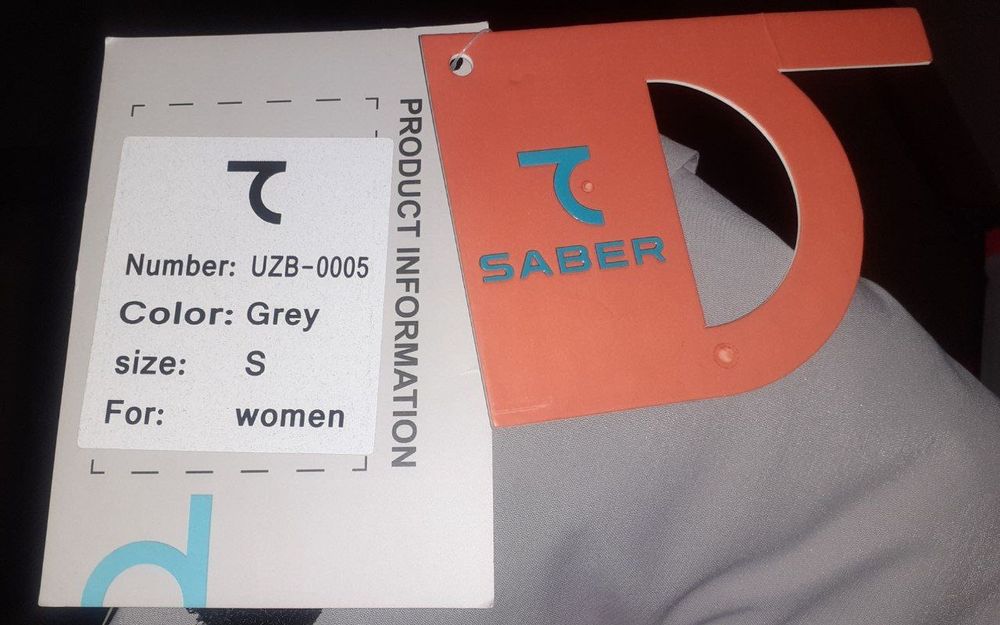 Number: UZB-0005
Color: Grey
size: S
For: women
PRODUCT INFORMATION
SABER